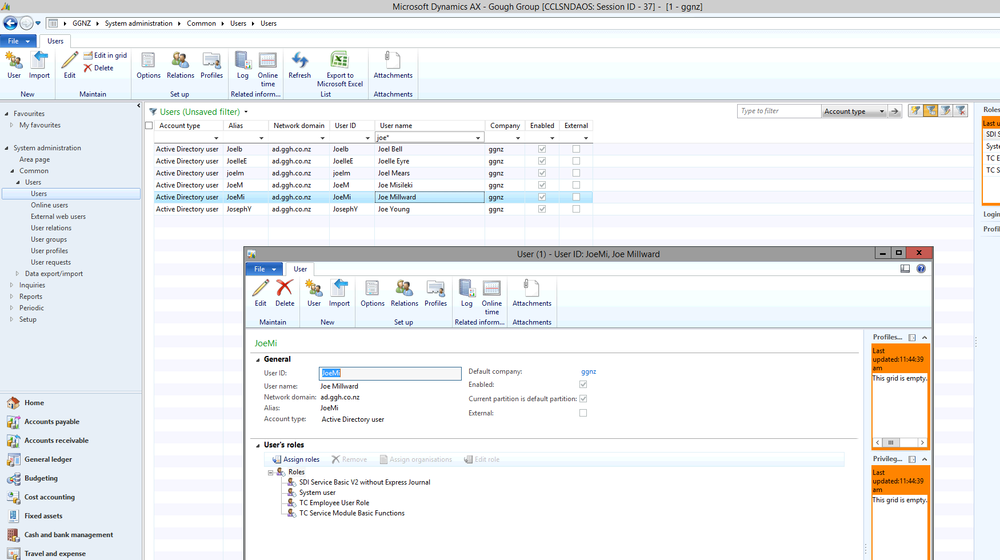 Microsoft Dynamics AX - Gough Group [CCLSNDAOS: Session ID - 37] - [1 - ggnz]
GGNZ System administration Common Users Users
File Users
User Import Edit Edit in grid Delete Options Relations Profiles Log Online time Refresh Export to Microsoft Excel Attachments
New Maintain Set up Related inform... List Attachments
Favourites
My favourites
System administration
Area page
Common
Users
Users
Online users
External web users
User relations
User groups
User profiles
User requests
Data export/import
Inquiries
Reports
Periodic
Setup
Home
Accounts payable
Accounts receivable
General ledger
Budgeting
Cost accounting
Fixed assets
Cash and bank management
Travel and expense
Users (Unsaved filter)
Type to filter Account type
Account type Alias Network domain User ID User name Company Enabled External
joe*
Active Directory user Joelb ad.ggh.co.nz Joelb Joel Bell ggnz
Active Directory user JoelleE ad.ggh.co.nz JoelleE Joelle Eyre ggnz
Active Directory user joelm ad.ggh.co.nz joelm Joel Mears ggnz
Active Directory user JoeM ad.ggh.co.nz JoeM Joe Misileki ggnz
Active Directory user JoeMi ad.ggh.co.nz JoeMi Joe Millward ggnz
Active Directory user JosephY ad.ggh.co.nz JosephY Joe Young ggnz
Roles
Last u
SDI S
Syste
TC E
TC S
Login
Profil
User (1) - User ID: JoeMi, Joe Millward
File User
Edit Delete User Import Options Relations Profiles Log Online time Attachments
Maintain New Set up Related inform... Attachments
JoeMi
General
User ID: JoeMi
User name: Joe Millward
Network domain: ad.ggh.co.nz
Alias: JoeMi
Account type: Active Directory user
Default company: ggnz
Enabled:
Current partition is default partition:
External:
User's roles
Assign roles Remove Assign organisations Edit role
Roles
SDI Service Basic V2 without Express Journal
System user
TC Employee User Role
TC Service Module Basic Functions
Profiles...
Last
updated:11:44:39
am
This grid is empty.
Privileg...
Last
updated:11:44:39
am
This grid is empty.